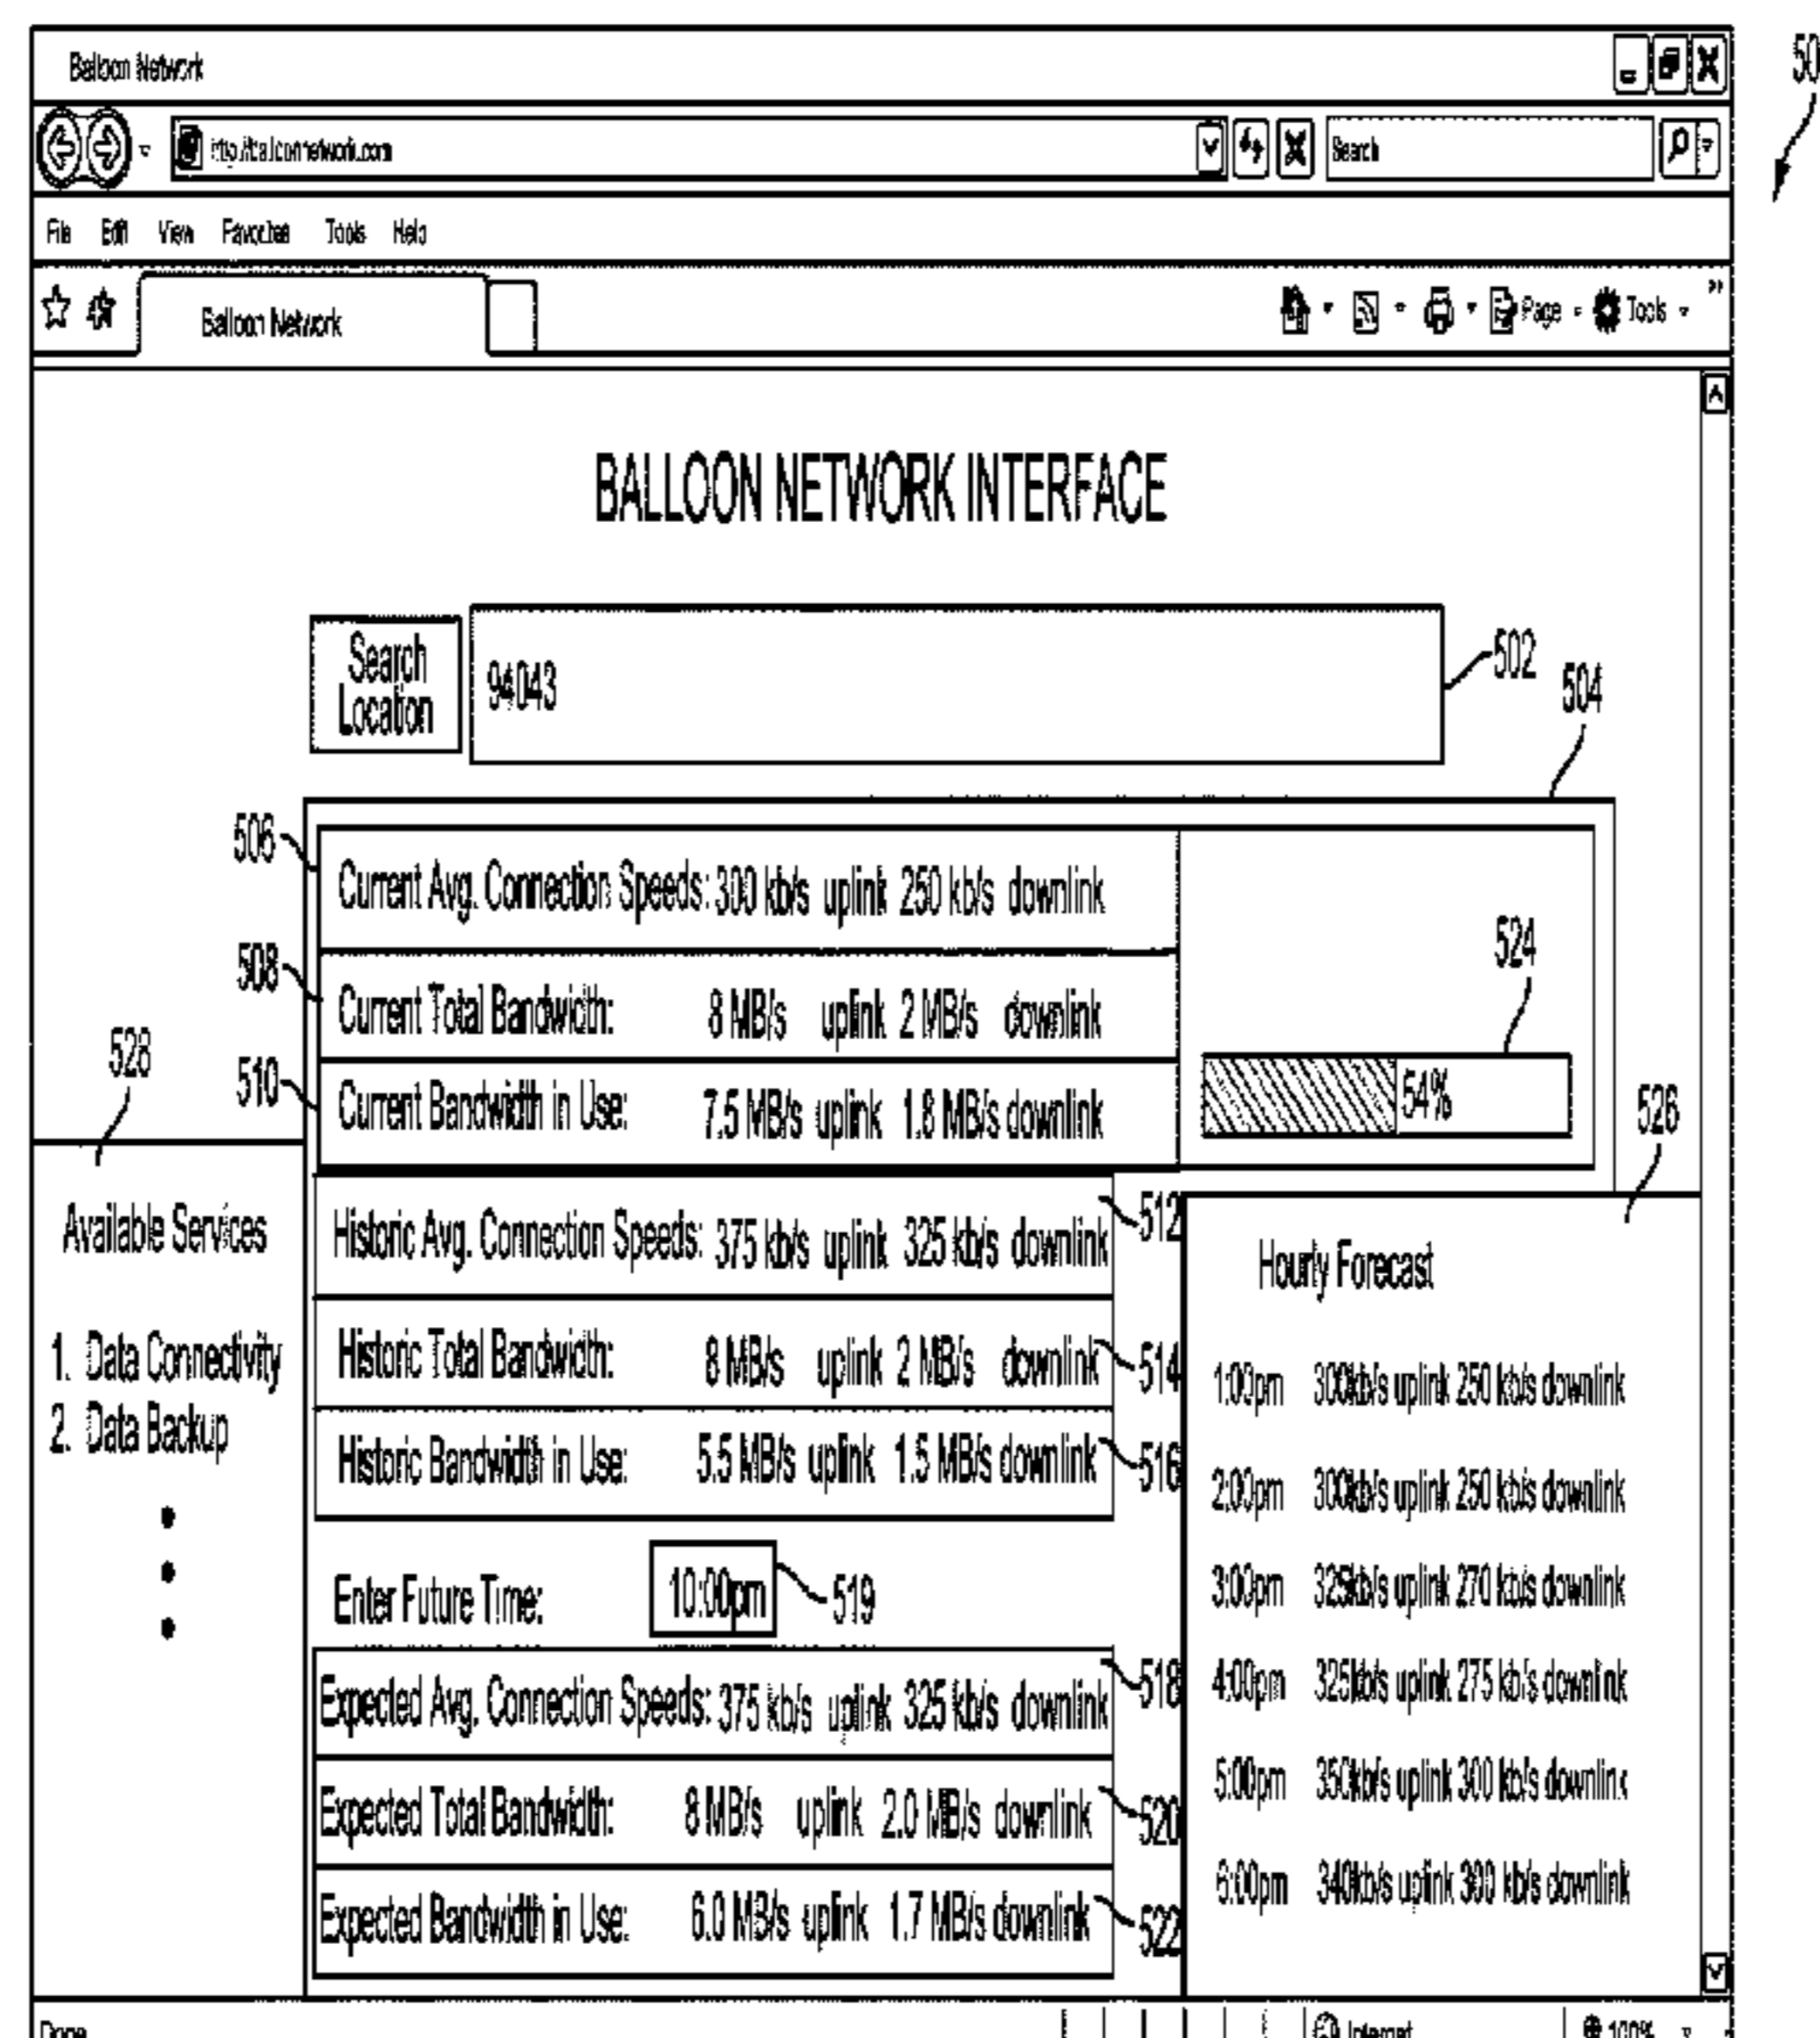 Balloon Network
50
http://balloonnetwork.com
Search
File Edit View Favorites Tools Help
Balloon Network
Page Tools
BALLOON NETWORK INTERFACE
Search Location
94043
502
504
506
Current Avg. Connection Speeds: 300 kb/s uplink 250 kb/s downlink
508
Current Total Bandwidth: 8 MB/s uplink 2 MB/s downlink
510
Current Bandwidth in Use: 7.5 MB/s uplink 1.8 MB/s downlink
524
54%
528
Available Services
1. Data Connectivity
2. Data Backup
Historic Avg. Connection Speeds: 375 kb/s uplink 325 kb/s downlink
512
Historic Total Bandwidth: 8 MB/s uplink 2 MB/s downlink
514
Historic Bandwidth in Use: 5.5 MB/s uplink 1.5 MB/s downlink
516
Enter Future Time: 10:00pm
519
Expected Avg. Connection Speeds: 375 kb/s uplink 325 kb/s downlink
518
Expected Total Bandwidth: 8 MB/s uplink 2.0 MB/s downlink
520
Expected Bandwidth in Use: 6.0 MB/s uplink 1.7 MB/s downlink
522
526
Hourly Forecast
1:00pm 300kb/s uplink 250 kb/s downlink
2:00pm 300kb/s uplink 250 kb/s downlink
3:00pm 325kb/s uplink 270 kb/s downlink
4:00pm 325kb/s uplink 275 kb/s downlink
5:00pm 350kb/s uplink 300 kb/s downlink
6:00pm 340kb/s uplink 300 kb/s downlink
Done
Internet
100%